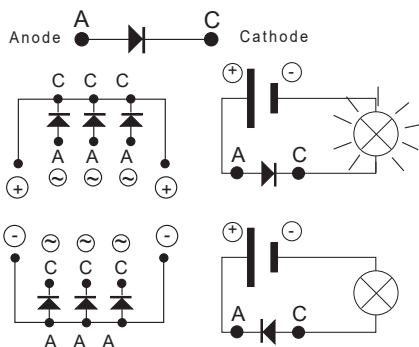 A C
Anode Cathode
C C C
A A A
~ ~ ~
+ +
+ -
A C
- ~ ~ ~ -
C C C
A A A
+ -
A C